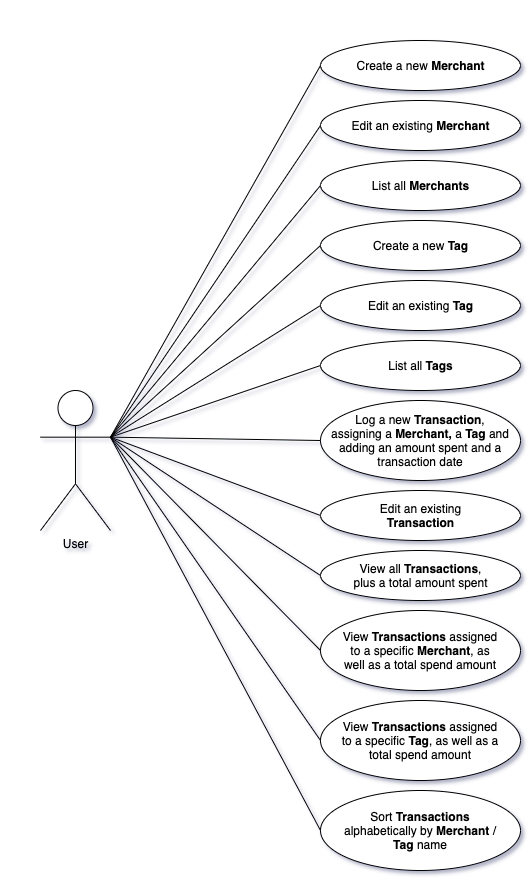 Create a new Merchant
Edit an existing Merchant
List all Merchants
Create a new Tag
Edit an existing Tag
List all Tags
Log a new Transaction,
assigning a Merchant, a Tag and
adding an amount spent and a
transaction date
Edit an existing
Transaction
User
View all Transactions,
plus a total amount spent
View Transactions assigned
to a specific Merchant, as
well as a total spend amount
View Transactions assigned
to a specific Tag, as well as a
total spend amount
Sort Transactions
alphabetically by Merchant /
Tag name